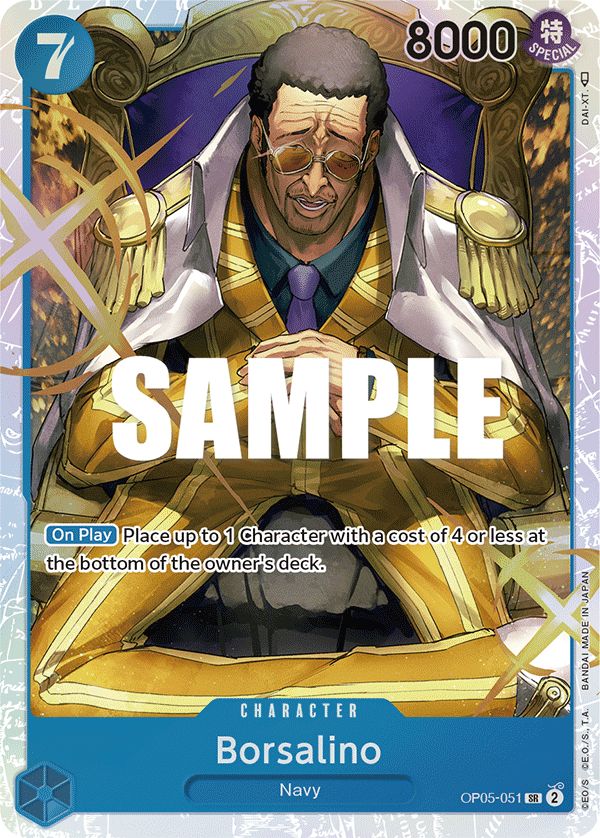 7
8000
特
SPECIAL
DAI-XT.
SAMPLE
On Play Place up to 1 Character with a cost of 4 or less at
the bottom of the owner's deck.
BANDAI MADE IN JAPAN
©EO/S ©E.O./S., T.A.
CHARACTER
Borsalino
Navy
OP05-051 SR 2